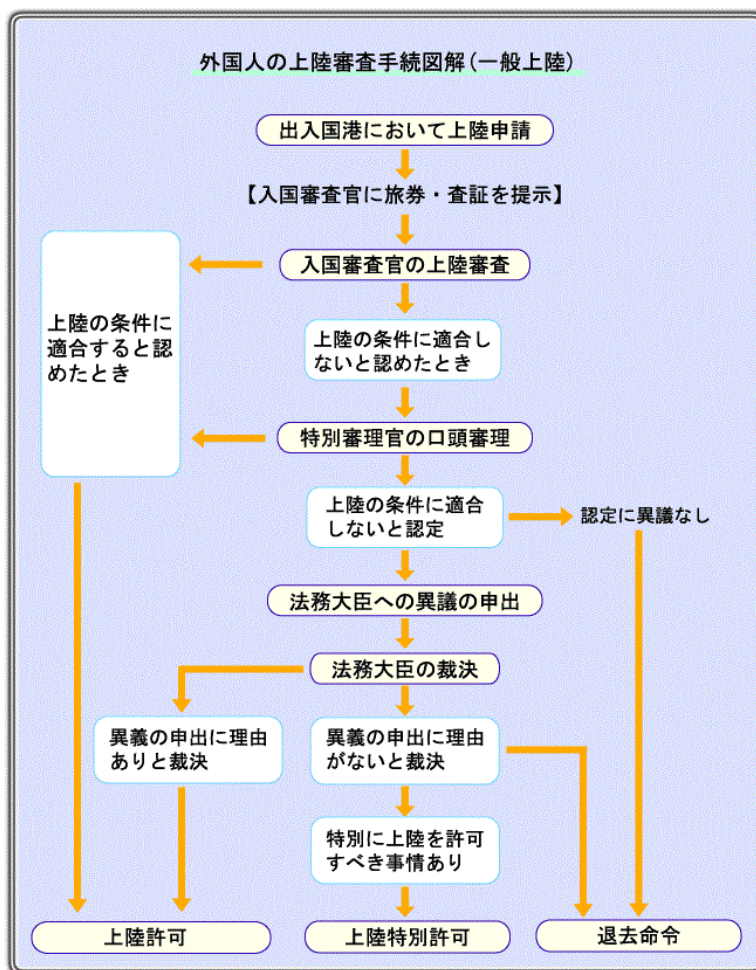 外国人の上陸審査手続図解(一般上陸)
出入国港において上陸申請
【入国審査官に旅券・査証を提示】
入国審査官の上陸審査
上陸の条件に
適合すると認
めたとき
上陸の条件に適合し
ないと認めたとき
特別審理官の口頭審理
上陸の条件に適合
しないと認定
認定に異議なし
法務大臣への異議の申出
法務大臣の裁決
異義の申出に理由
ありと裁決
異義の申出に理由
がないと裁決
特別に上陸を許可
すべき事情あり
上陸許可
上陸特別許可
退去命令